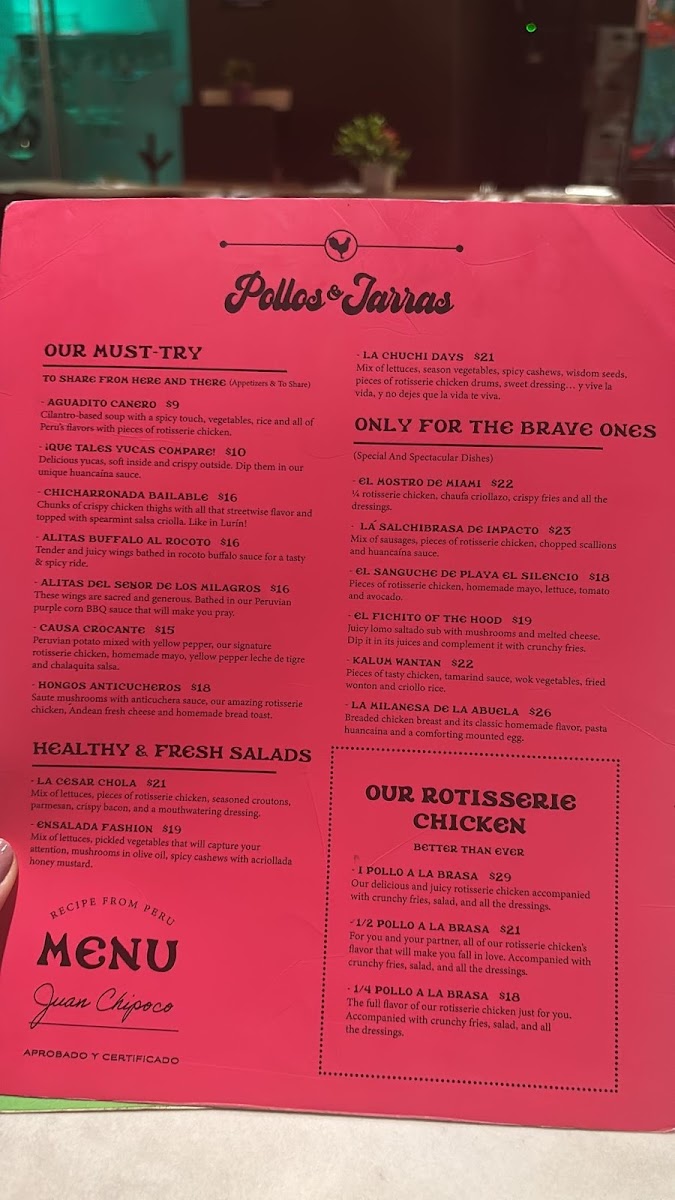 Pollos & Jarras
OUR MUST-TRY
TO SHARE FROM HERE AND THERE (Appetizers & To Share)
· AGUADITO CANERO $9
Cilantro-based soup with a spicy touch, vegetables, rice and all of
Peru's flavors with pieces of rotisserie chicken.
· ¡QUE TALES YUCAS COMPARE! $10
Delicious yucas, soft inside and crispy outside. Dip them in our
unique huancaína sauce.
· CHICHARRONADA BAILABLE $16
Chunks of crispy chicken thighs with all that streetwise flavor and
topped with spearmint salsa criolla. Like in Lurín!
· ALITAS BUFFALO AL ROCOTO $16
Tender and juicy wings bathed in rocoto buffalo sauce for a tasty
& spicy ride.
· ALITAS DEL SENOR DE LOS MILAGROS $16
These wings are sacred and generous. Bathed in our Peruvian
purple corn BBQ sauce that will make you pray.
· CAUSA CROCANTE $15
Peruvian potato mixed with yellow pepper, our signature
rotisserie chicken, homemade mayo, yellow pepper leche de tigre
and chalaquita salsa.
· HONGOS ANTICUCHEROS $18
Saute mushrooms with anticuchera sauce, our amazing rotisserie
chicken, Andean fresh cheese and homemade bread toast.
HEALTHY & FRESH SALADS
· LA CESAR CHOLA $21
Mix of lettuces, pieces of rotisserie chicken, seasoned croutons,
parmesan, crispy bacon, and a mouthwatering dressing.
· ENSALADA FASHION $19
Mix of lettuces, pickled vegetables that will capture your
attention, mushrooms in olive oil, spicy cashews with acriollada
honey mustard.
RECIPE FROM PERU
MENU
Juan Chipoco
APROBADO Y CERTIFICADO
· LA CHUCHI DAYS $21
Mix of lettuces, season vegetables, spicy cashews, wisdom seeds,
pieces of rotisserie chicken drums, sweet dressing... y vive la
vida, y no dejes que la vida te viva.
ONLY FOR THE BRAVE ONES
(Special And Spectacular Dishes)
· EL MOSTRO DE MIAMI $22
¼ rotisserie chicken, chaufa criollazo, crispy fries and all the
dressings.
· LA SALCHIBRASA DE IMPACTO $23
Mix of sausages, pieces of rotisserie chicken, chopped scallions
and huancaína sauce.
· EL SANGUCHE DE PLAYA EL SILENCIO $18
Pieces of rotisserie chicken, homemade mayo, lettuce, tomato
and avocado.
· EL FICHITO OF THE HOOD $19
Juicy lomo saltado sub with mushrooms and melted cheese.
Dip it in its juices and complement it with crunchy fries.
· KALUM WANTAN $22
Pieces of tasty chicken, tamarind sauce, wok vegetables, fried
wonton and criollo rice.
· LA MILANESA DE LA ABUELA $26
Breaded chicken breast and its classic homemade flavor, pasta
huancaína and a comforting mounted egg.
OUR ROTISSERIE
CHICKEN
BETTER THAN EVER
· 1 POLLO A LA BRASA $29
Our delicious and juicy rotisserie chicken accompanied
with crunchy fries, salad, and all the dressings.
· 1/2 POLLO A LA BRASA $21
For you and your partner, all of our rotisserie chicken's
flavor that will make you fall in love. Accompanied with
crunchy fries, salad, and all the dressings.
· 1/4 POLLO A LA BRASA $18
The full flavor of our rotisserie chicken just for you.
Accompanied with crunchy fries, salad, and all
the dressings.